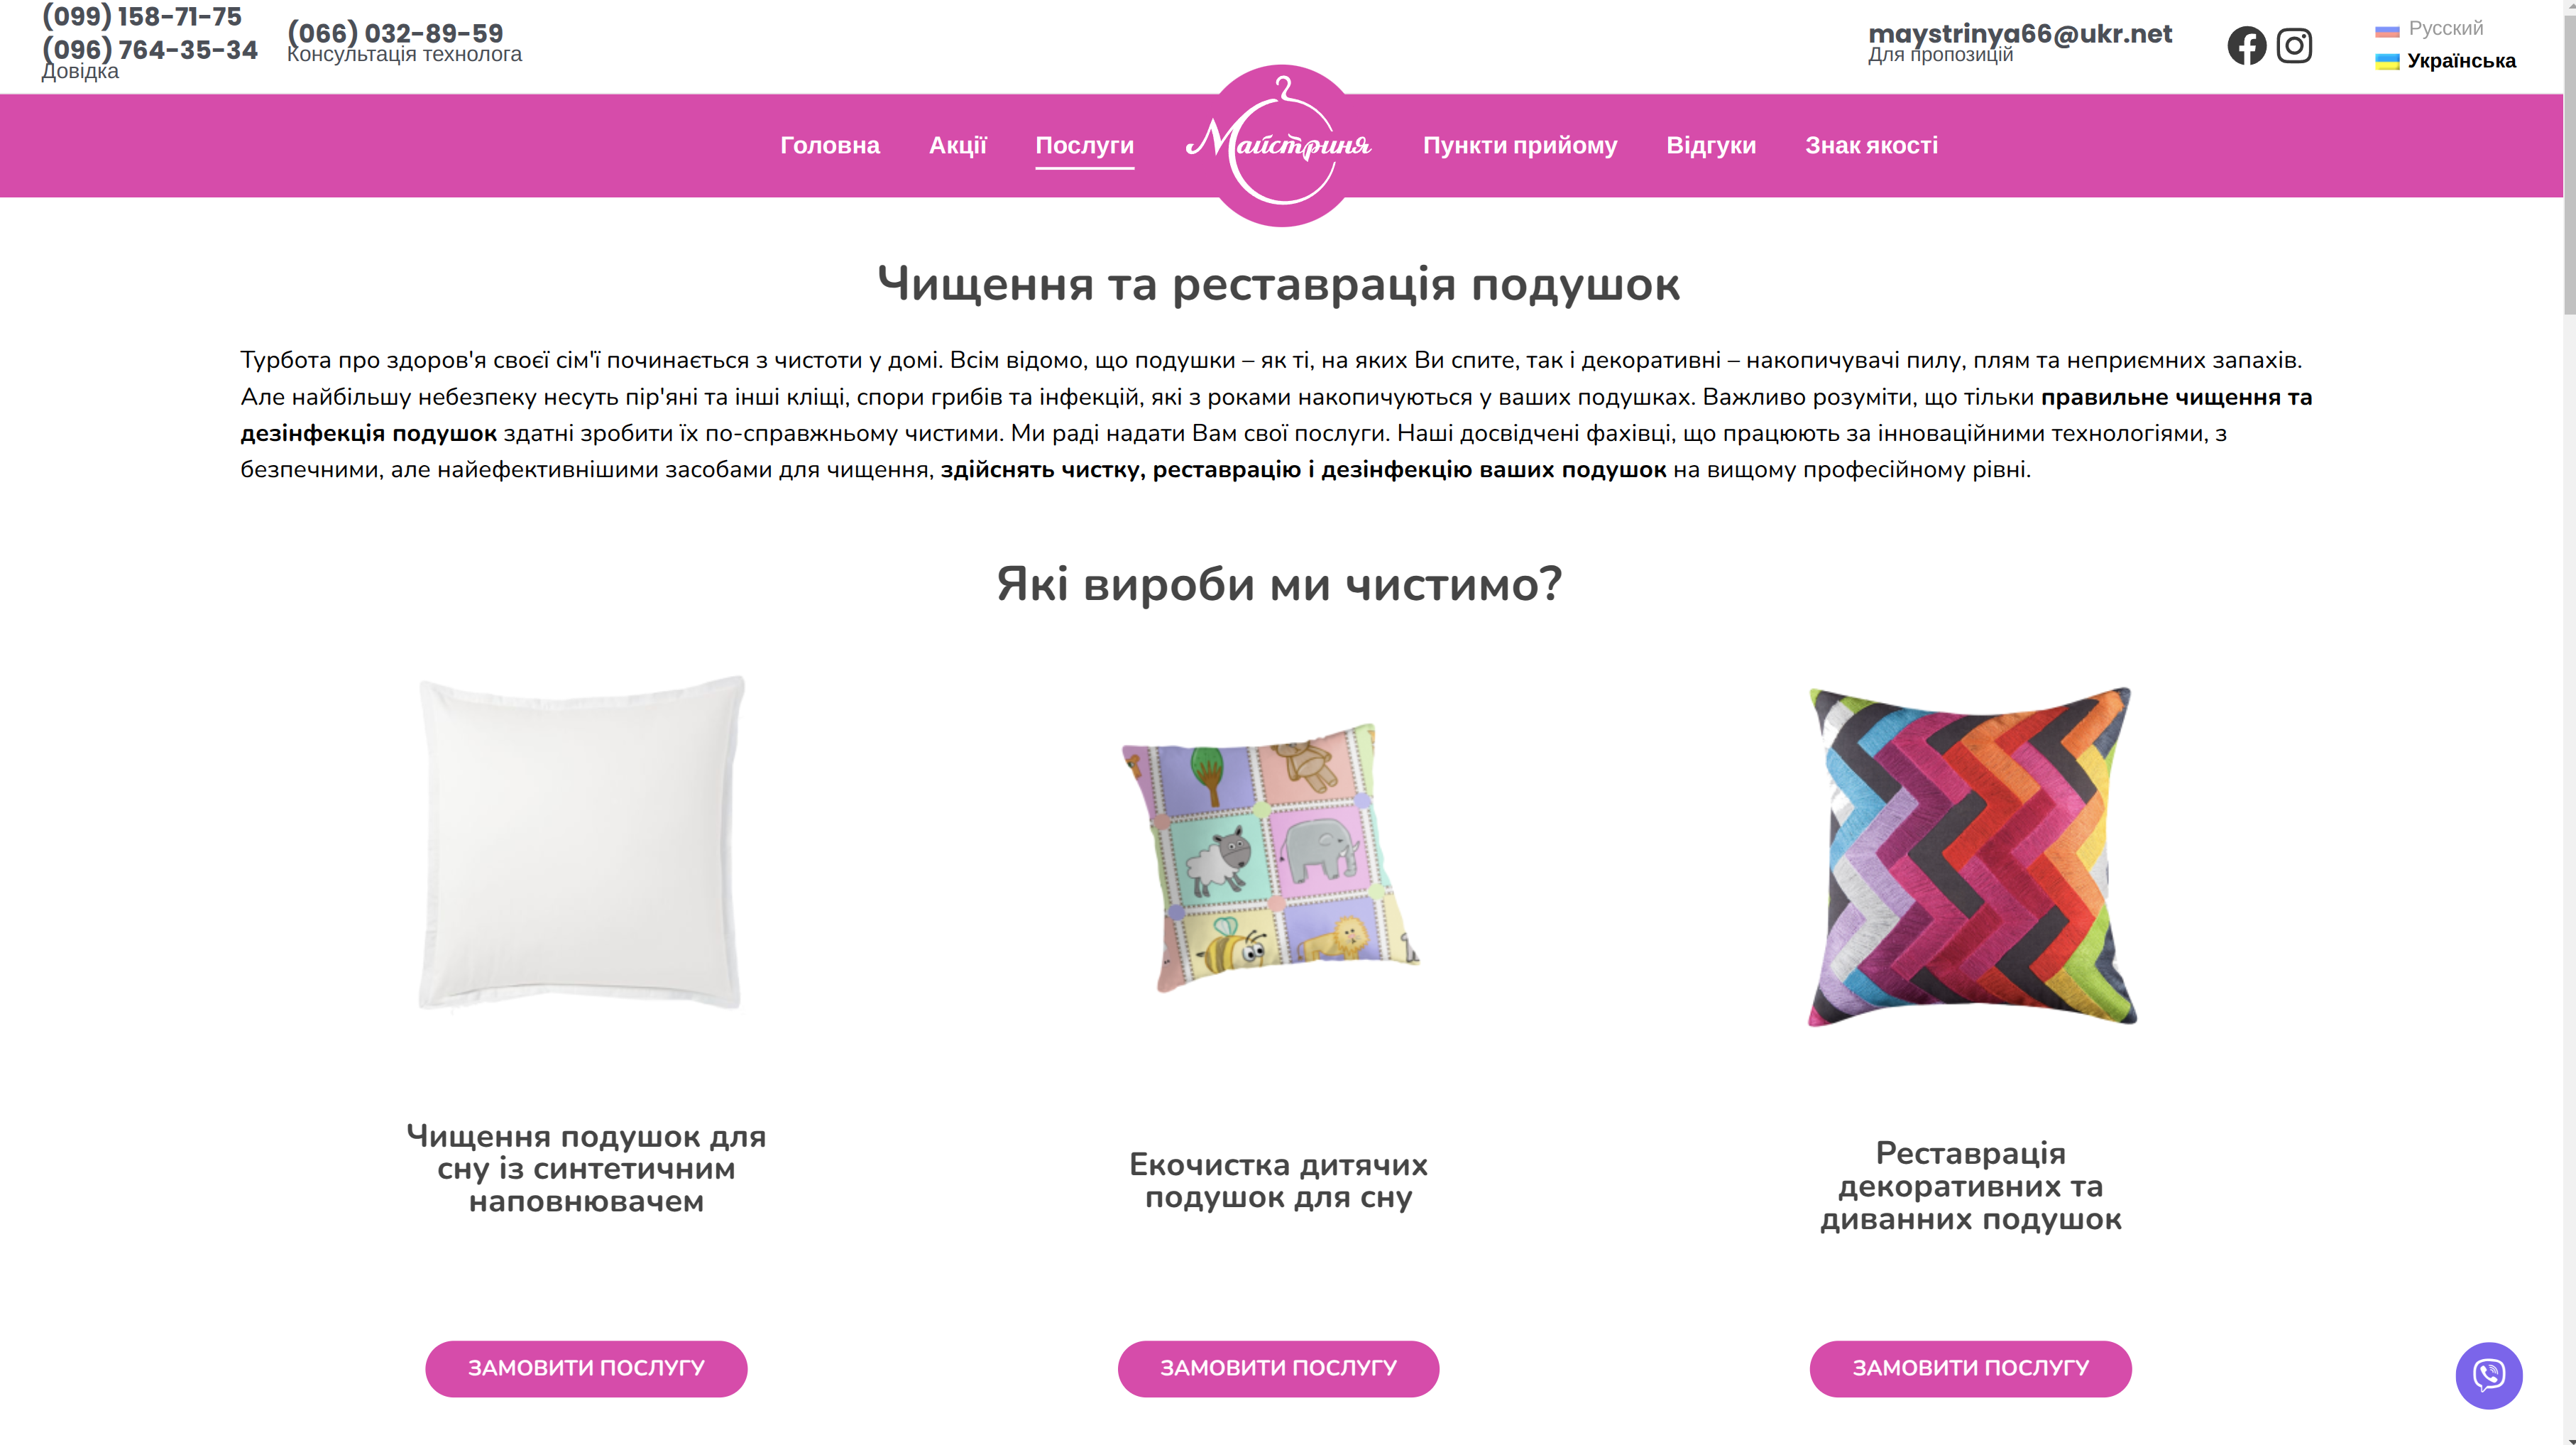 (099) 158-71-75
(096) 764-35-34
Довідка
(066) 032-89-59
Консультація технолога
maystrinya66@ukr.net
Для пропозицій
Русский
Українська
Головна
Акції
Послуги
Майстриня
Пункти прийому
Відгуки
Знак якості
Чищення та реставрація подушок
Турбота про здоров'я своєї сім'ї починається з чистоти у домі. Всім відомо, що подушки – як ті, на яких Ви спите, так і декоративні – накопичувачі пилу, плям та неприємних запахів.
Але найбільшу небезпеку несуть пір'яні та інші кліщі, спори грибів та інфекцій, які з роками накопичуються у ваших подушках. Важливо розуміти, що тільки правильне чищення та
дезінфекція подушок здатні зробити їх по-справжньому чистими. Ми раді надати Вам свої послуги. Наші досвідчені фахівці, що працюють за інноваційними технологіями, з
безпечними, але найефективнішими засобами для чищення, здійснять чистку, реставрацію і дезінфекцію ваших подушок на вищому професійному рівні.
Які вироби ми чистимо?
Чищення подушок для
сну із синтетичним
наповнювачем
Екочистка дитячих
подушок для сну
Реставрація
декоративних та
диванних подушок
ЗАМОВИТИ ПОСЛУГУ
ЗАМОВИТИ ПОСЛУГУ
ЗАМОВИТИ ПОСЛУГУ